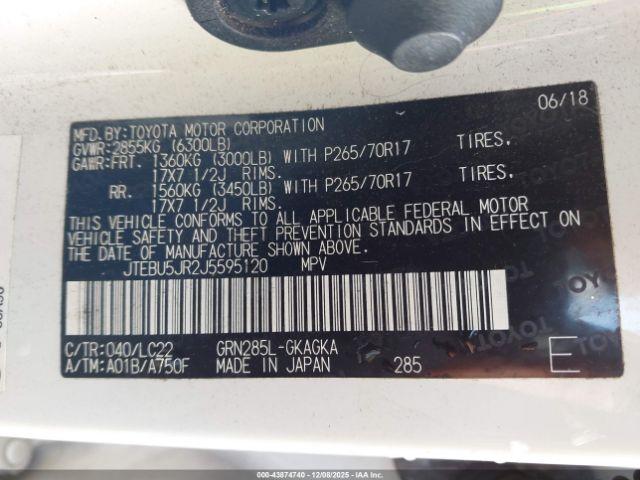 06/18
MFD. BY: TOYOTA MOTOR CORPORATION
GVWR: 2855KG (6300LB)
GAWR: FRT. 1360KG (3000LB) WITH P265/70R17 TIRES,
17X7 1/2J RIMS.
RR. 1560KG (3450LB) WITH P265/70R17 TIRES,
17X7 1/2J RIMS.
THIS VEHICLE CONFORMS TO ALL APPLICABLE FEDERAL MOTOR
VEHICLE SAFETY AND THEFT PREVENTION STANDARDS IN EFFECT ON
THE DATE OF MANUFACTURE SHOWN ABOVE.
JTEBU5JR2J5595120 MPV
C/TR: 040/LC22 GRN285L-GKAGKA
A/TM: A01B/A750F MADE IN JAPAN 285 E
TOYOTA
000-43874740 - 12/08/2025 - IAAHC